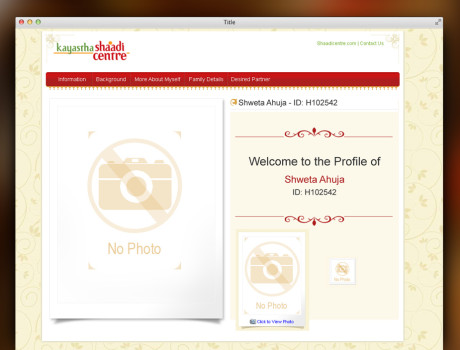 Title
kayastha shaadi
centre
Shaadicentre.com | Contact Us
Information Background More About Myself Family Details Desired Partner
Shweta Ahuja - ID: H102542
Welcome to the Profile of
Shweta Ahuja
ID: H102542
No Photo
No Photo
No Photo
Click to View Photo